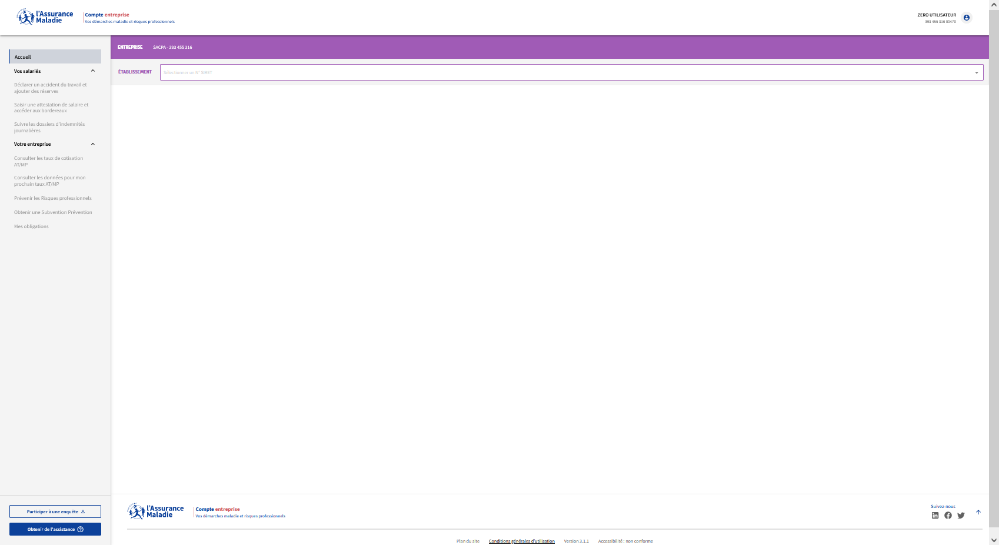 l'Assurance
Maladie
Compte entreprise
Vos démarches maladie et risques professionnels
ZERO UTILISATEUR
393 455 316 00470
ENTREPRISE SACPA - 393 455 316
ÉTABLISSEMENT Sélectionner un N° SIRET
Accueil
Vos salariés
Déclarer un accident du travail et
ajouter des réserves
Saisir une attestation de salaire et
accéder aux bordereaux
Suivre les dossiers d'indemnités
journalières
Votre entreprise
Consulter les taux de cotisation
AT/MP
Consulter les données pour mon
prochain taux AT/MP
Prévenir les Risques professionnels
Obtenir une Subvention Prévention
Mes obligations
Participer à une enquête
Obtenir de l'assistance
l'Assurance
Maladie
Compte entreprise
Vos démarches maladie et risques professionnels
Suivez-nous
Plan du site Conditions générales d'utilisation Version 3.1.1 Accessibilité : non conforme